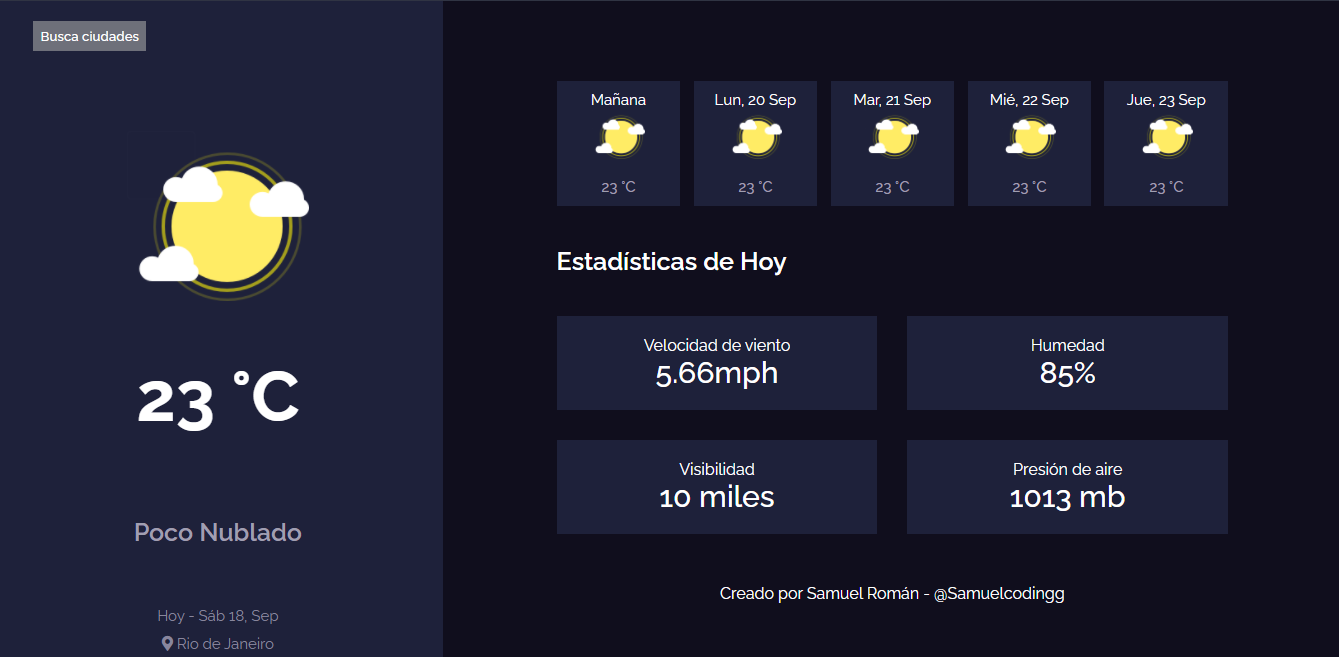 Busca ciudades
23 °C
Poco Nublado
Hoy - Sáb 18, Sep
Rio de Janeiro
Mañana
23 °C
Lun, 20 Sep
23 °C
Mar, 21 Sep
23 °C
Mié, 22 Sep
23 °C
Jue, 23 Sep
23 °C
Estadísticas de Hoy
Velocidad de viento
5.66mph
Humedad
85%
Visibilidad
10 miles
Presión de aire
1013 mb
Creado por Samuel Román - @Samuelcodingg